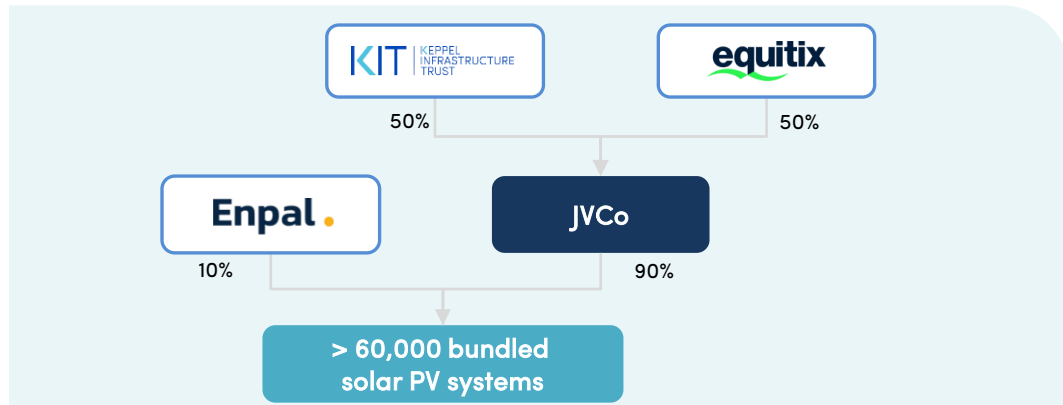 KIT
KEPPEL
INFRASTRUCTURE
TRUST
equitix
50%
50%
Enpal.
JVCo
10%
90%
> 60,000 bundled
solar PV systems